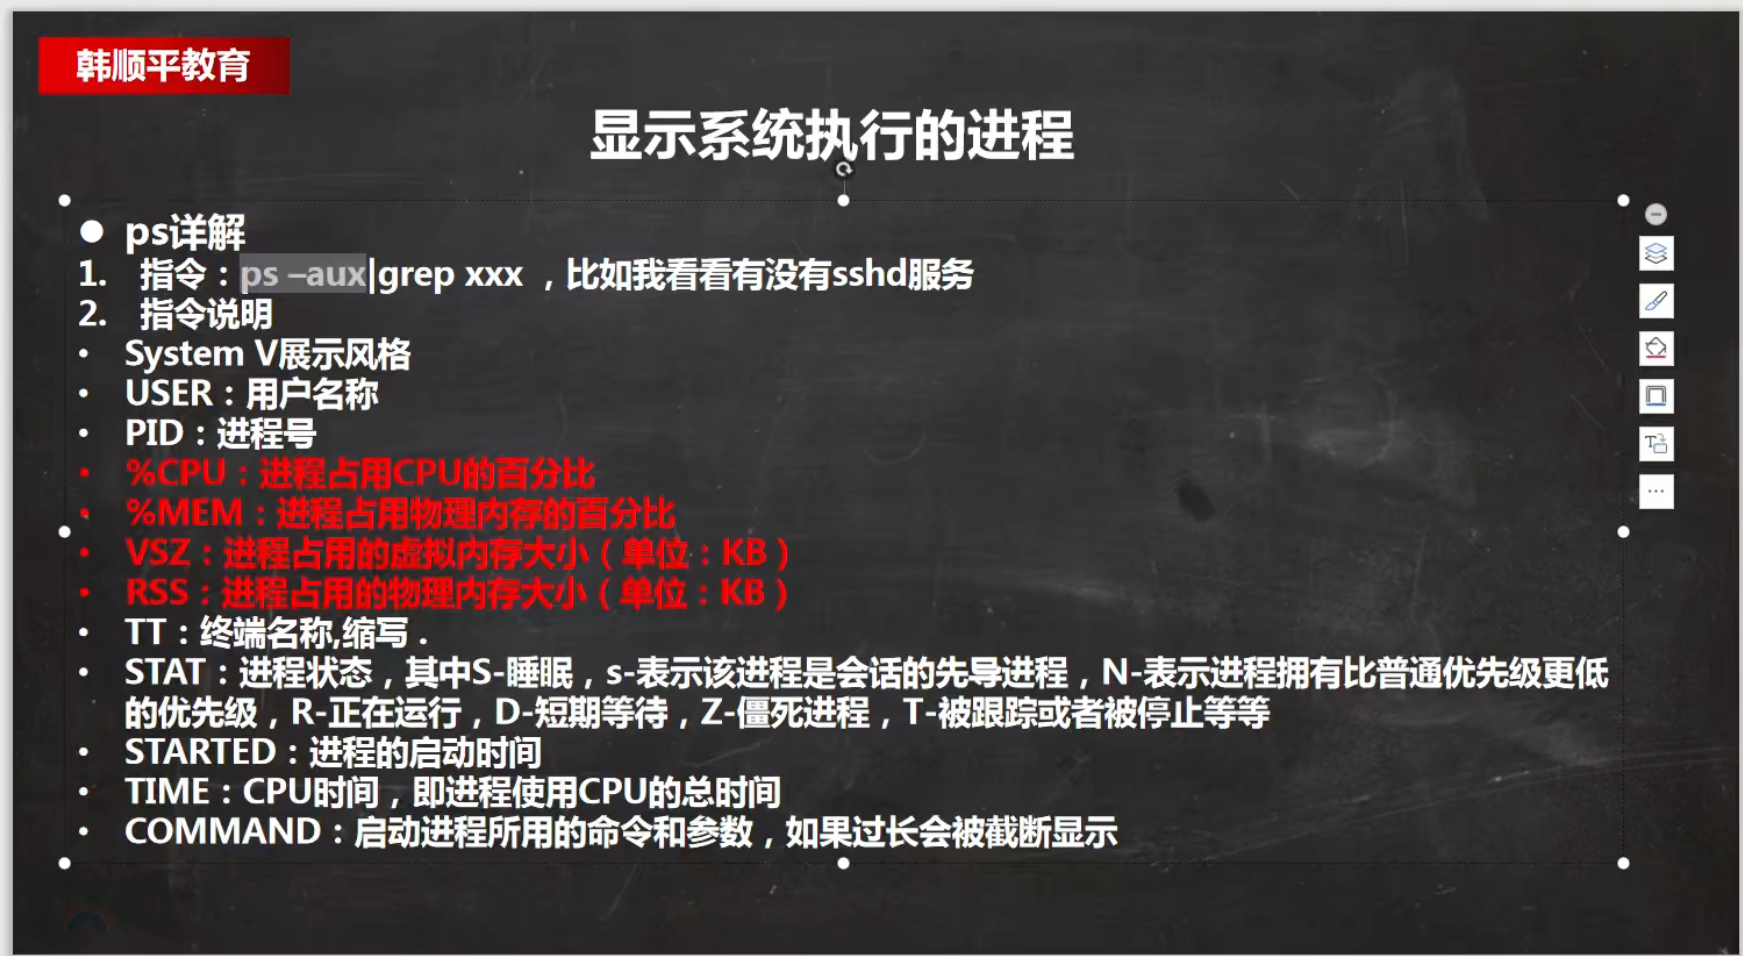 韩顺平教育
显示系统执行的进程
● ps详解
1. 指令：ps –aux|grep xxx ，比如我看看有没有sshd服务
2. 指令说明
• System V展示风格
• USER：用户名称
• PID：进程号
• %CPU：进程占用CPU的百分比
• %MEM：进程占用物理内存的百分比
• VSZ：进程占用的虚拟内存大小（单位：KB）
• RSS：进程占用的物理内存大小（单位：KB）
• TT：终端名称,缩写．
• STAT：进程状态，其中S-睡眠，s-表示该进程是会话的先导进程，N-表示进程拥有比普通优先级更低
的优先级，R-正在运行，D-短期等待，Z-僵死进程，T-被跟踪或者被停止等等
• STARTED：进程的启动时间
• TIME：CPU时间，即进程使用CPU的总时间
• COMMAND：启动进程所用的命令和参数，如果过长会被截断显示